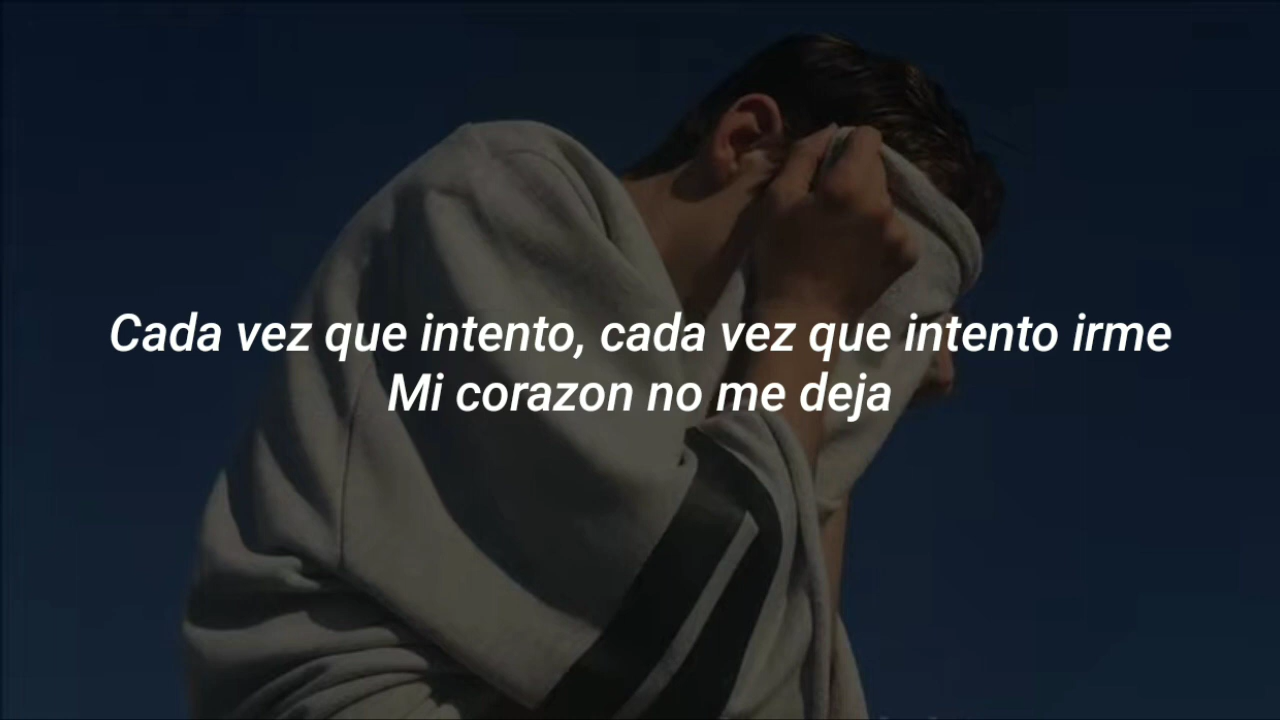 Cada vez que intento, cada vez que intento irme
Mi corazon no me deja